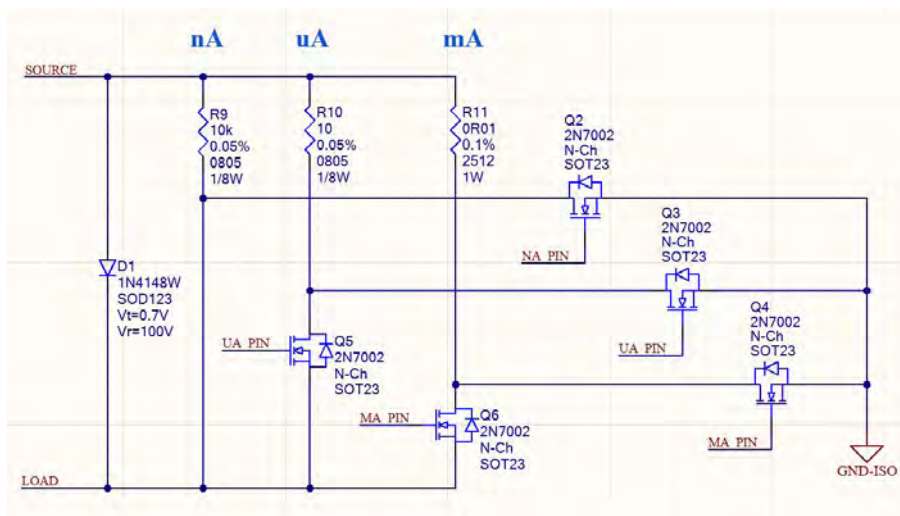 nA
uA
mA
SOURCE
R9
10k
0.05%
0805
1/8W
R10
10
0.05%
0805
1/8W
R11
0R01
0.1%
2512
1W
Q2
2N7002
N-Ch
SOT23
NA PIN
Q3
2N7002
N-Ch
SOT23
UA PIN
Q4
2N7002
N-Ch
SOT23
MA PIN
D1
1N4148W
SOD123
Vt=0.7V
Vr=100V
UA PIN
Q5
2N7002
N-Ch
SOT23
MA PIN
Q6
2N7002
N-Ch
SOT23
GND-ISO
LOAD